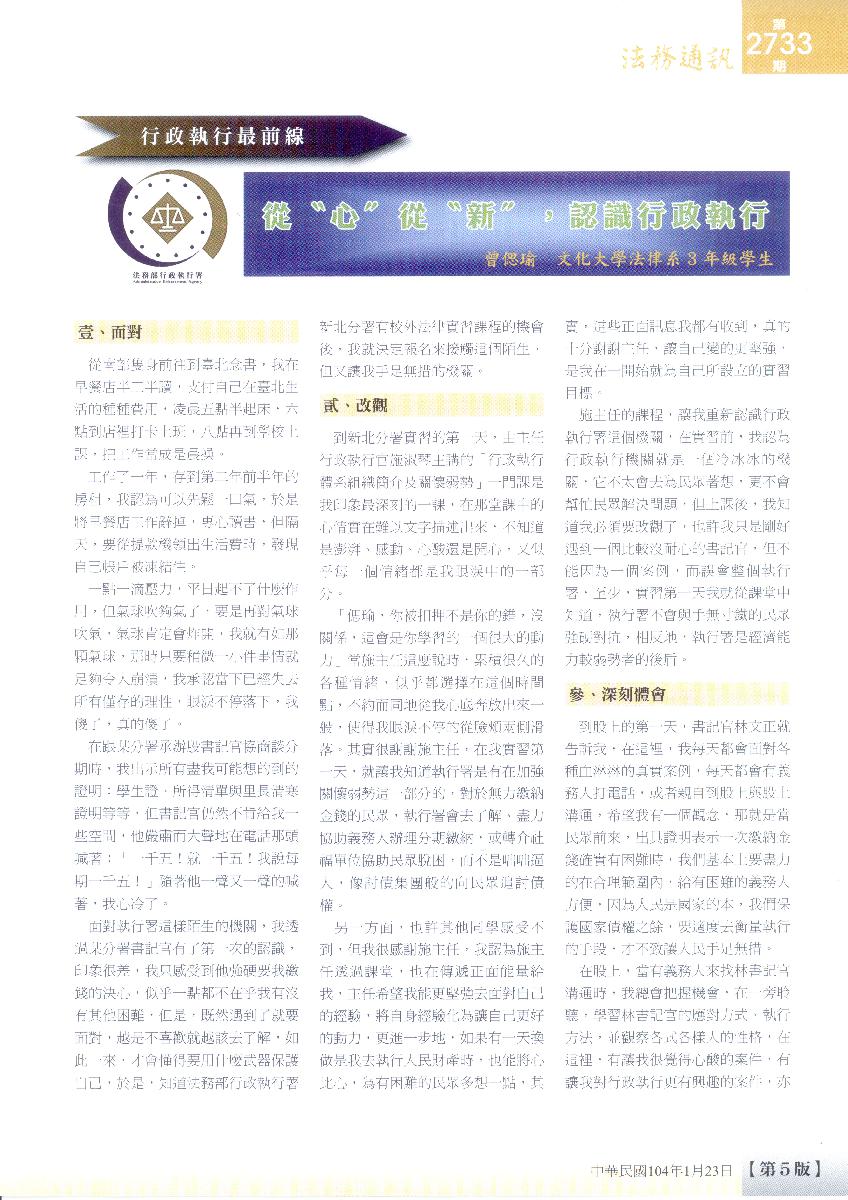 第
2733
期
法務通訊
行政執行最前線
法務部行政執行署
Administrative Enforcement Agency
從〝心〞從〝新〞，認識行政執行
曾偲瑜　文化大學法律系3年級學生
壹、面對
從南部隻身前往到臺北念書，我在
早餐店半工半讀，支付自己在臺北生
活的種種費用，凌晨五點半起床，六
點到店裡打卡上班，八點再到學校上
課，把工作當成是晨操。
工作了一年，存到第二年前半年的
房租，我認為可以先鬆一口氣，於是
將早餐店工作辭掉，專心讀書，但隔
天，要從提款機領出生活費時，發現
自己帳戶被凍結住。
一點一滴壓力，平日起不了什麼作
用，但氣球吹夠氣了，要是再對氣球
吹氣，氣球肯定會炸開，我就有如那
顆氣球，那時只要稍微一小件事情就
足夠令人崩潰，我承認當下已經失去
所有僅存的理性，眼淚不停落下，我
傻了，真的傻了。
在跟某分署承辦股書記官協商談分
期時，我出示所有盡我可能想的到的
證明：學生證、所得清單與里長清寒
證明等等，但書記官仍然不肯給我一
些空間，他嚴肅而大聲地在電話那頭
喊著：「一千五！就一千五！我說每
期一千五！」隨著他一聲又一聲的喊
著，我心冷了。
面對執行署這樣陌生的機關，我透
過某分署書記官有了第一次的認識，
印象很差，我只感受到他強硬要我繳
錢的決心，似乎一點都不在乎我有沒
有其他困難，但是，既然遇到了就要
面對，越是不喜歡就越該去了解，如
此一來，才會懂得要用什麼武器保護
自己，於是，知道法務部行政執行署
新北分署有校外法律實習課程的機會
後，我就決定報名來接觸這個陌生，
但又讓我手足無措的機關。
貳、改觀
到新北分署實習的第一天，由主任
行政執行官施淑琴主講的「行政執行
體系組織簡介及關懷弱勢」一門課是
我印象最深刻的一課，在那堂課上的
心情實在難以文字描述出來，不知道
是澎湃、感動、心酸還是開心，又似
乎每一個情緒都是我眼淚中的一部
分。
「偲瑜，你被扣押不是你的錯，沒
關係，這會是你學習的一個很大的動
力」當施主任這麼說時，累積很久的
各種情緒，似乎都選擇在這個時間
點，不約而同地從我心底奔放出來一
般，使得我眼淚不停的從臉頰兩側滑
落。其實很謝謝施主任，在我實習第
一天，就讓我知道執行署是有在加強
關懷弱勢這一部分的，對於無力繳納
金錢的民眾，執行署會去了解、盡力
協助義務人辦理分期繳納，或轉介社
福單位協助民眾脫困，而不是咄咄逼
人，像討債集團般的向民眾追討債
權。
另一方面，也許其他同學感受不
到，但我很感謝施主任，我認為施主
任透過課堂，也在傳遞正面能量給
我，主任希望我能更堅強去面對自己
的經驗，將自身經驗化為讓自己更好
的動力，更進一步地，如果有一天換
做是我去執行人民財產時，也能將心
比心，為有困難的民眾多想一點，其
實，這些正面訊息我都有收到，真的
十分謝謝主任，讓自己變的更堅強，
是我在一開始就為自己所設立的實習
目標。
施主任的課程，讓我重新認識行政
執行署這個機關，在實習前，我認為
行政執行機關就是一個冷冰冰的機
關，它不太會去為民眾著想，更不會
幫忙民眾解決問題，但上課後，我知
道我必須要改觀了，也許我只是剛好
遇到一個比較沒耐心的書記官，但不
能因為一個案例，而誤會整個執行
署，至少，實習第一天我就從課堂中
知道，執行署不會與手無寸鐵的民眾
強硬對抗，相反地，執行署是經濟能
力較弱勢者的後盾。
參、深刻體會
到股上的第一天，書記官林文正就
告訴我，在這裡，我每天都會面對各
種血淋淋的真實案例，每天都會有義
務人打電話，或者親自到股上與股上
溝通，希望我有一個觀念，那就是當
民眾前來，出具證明表示一次繳納金
錢確實有困難時，我們基本上要盡力
的在合理範圍內，給有困難的義務人
方便，因為人民是國家的本，我們保
護國家債權之餘，要適度去衡量執行
的手段，才不致讓人民手足無措。
在股上，當有義務人來找林書記官
溝通時，我總會把握機會，在一旁聆
聽，學習林書記官的應對方式、執行
方法，並觀察各式各樣人的性格，在
這裡，有讓我很覺得心酸的案件，有
讓我對行政執行更有興趣的案件，亦
中華民國104年1月23日【第5版】